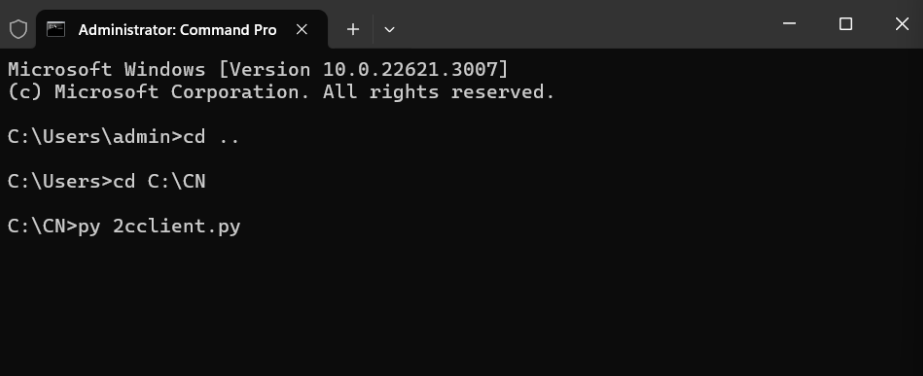 Administrator: Command Pro
Microsoft Windows [Version 10.0.22621.3007]
(c) Microsoft Corporation. All rights reserved.
C:\Users\admin>cd ..
C:\Users>cd C:\CN
C:\CN>py 2cclient.py